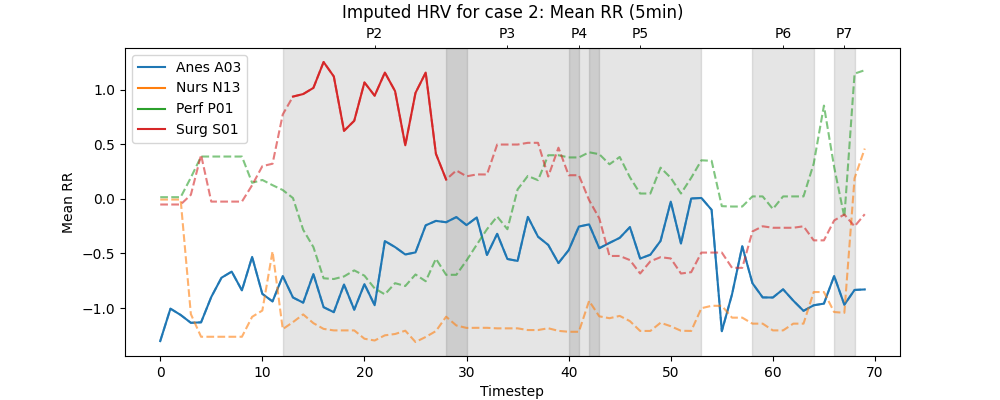 Imputed HRV for case 2: Mean RR (5min)
P2 P3 P4 P5 P6 P7
Anes A03
Nurs N13
Perf P01
Surg S01
1.0
0.5
0.0
−0.5
−1.0
Mean RR
0 10 20 30 40 50 60 70
Timestep